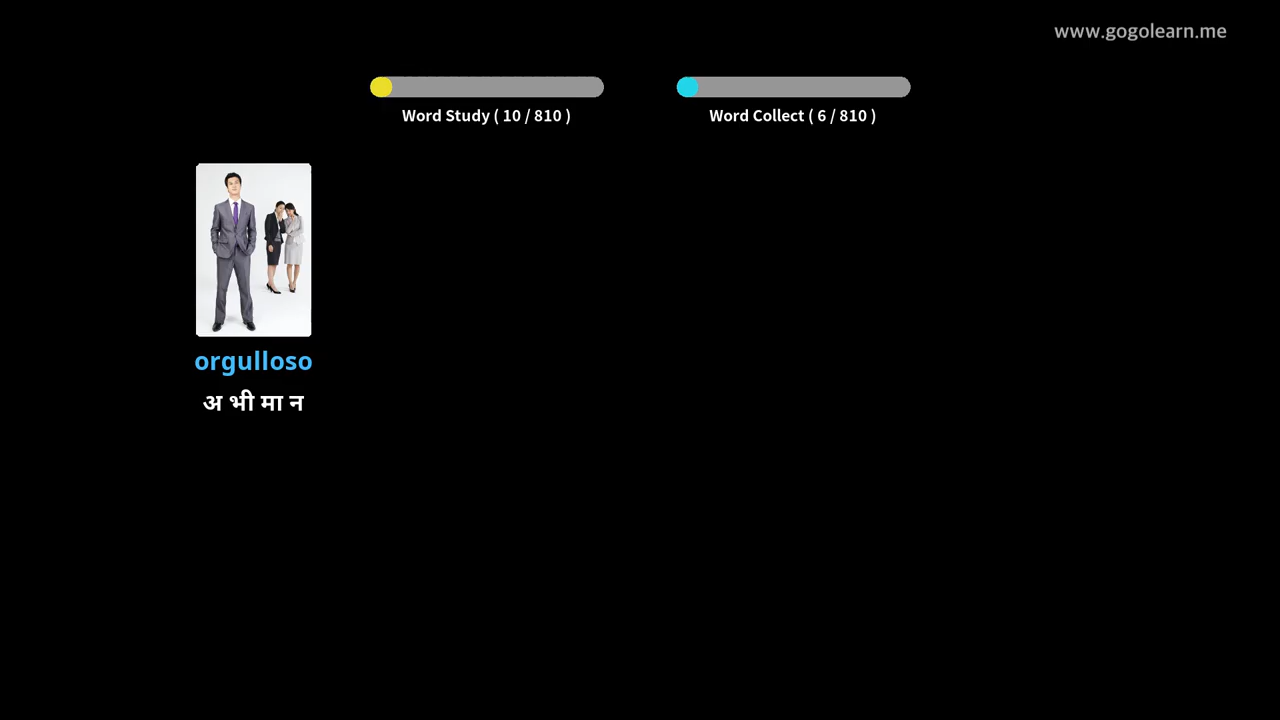 www.gogolearn.me
Word Study ( 10 / 810 )
Word Collect ( 6 / 810 )
orgulloso
अ भी मा न